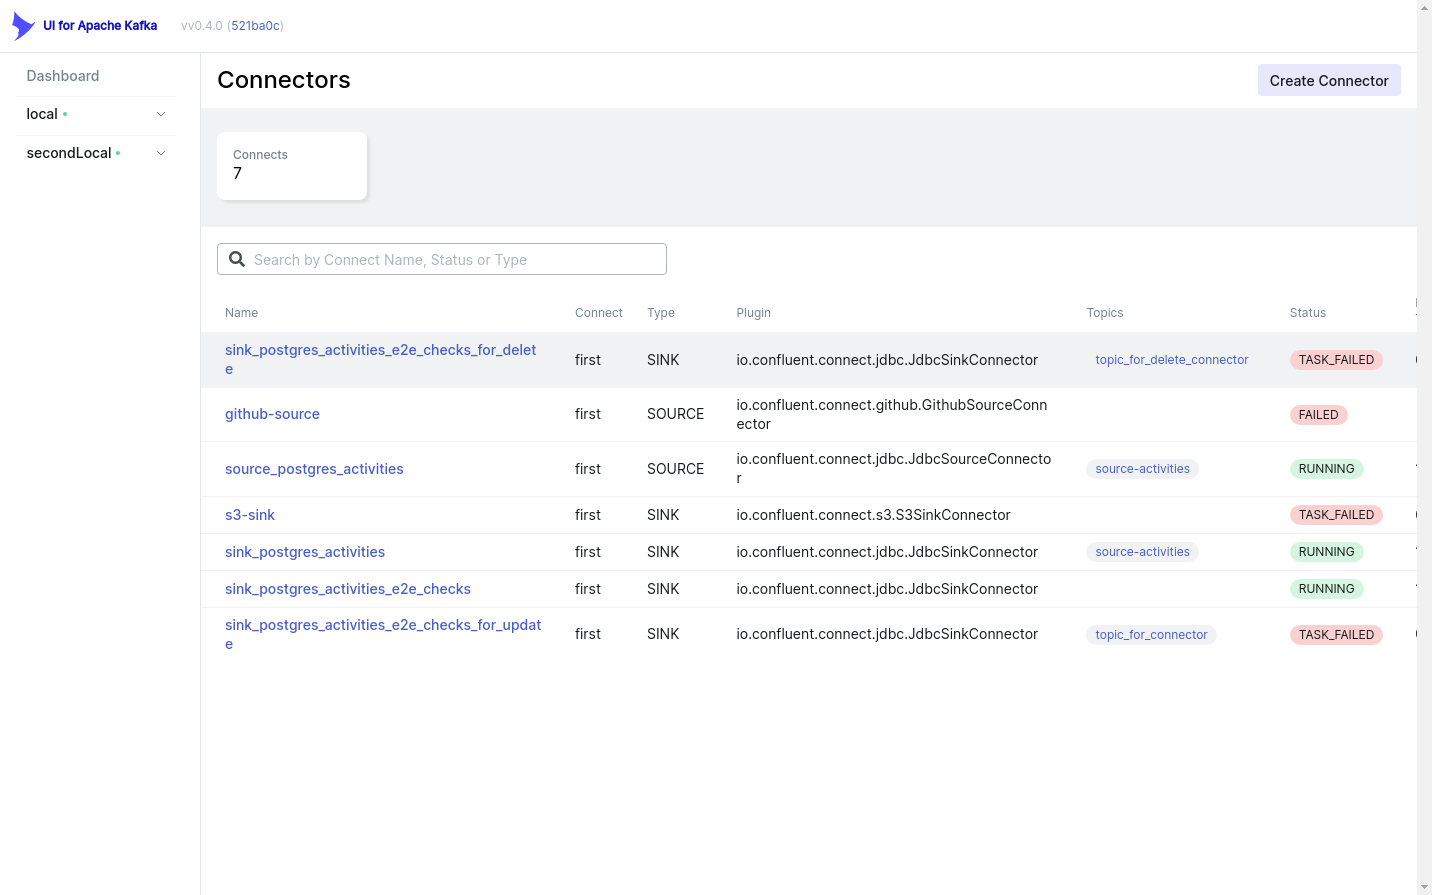 UI for Apache Kafka vv0.4.0 (521ba0c)
Dashboard
local
secondLocal
Connectors
Create Connector
Connects
7
Search by Connect Name, Status or Type
Name Connect Type Plugin Topics Status
sink_postgres_activities_e2e_checks_for_delet
e
first SINK io.confluent.connect.jdbc.JdbcSinkConnector topic_for_delete_connector TASK_FAILED
github-source first SOURCE io.confluent.connect.github.GithubSourceConn
ector
FAILED
source_postgres_activities first SOURCE io.confluent.connect.jdbc.JdbcSourceConnecto
r
source-activities RUNNING
s3-sink first SINK io.confluent.connect.s3.S3SinkConnector TASK_FAILED
sink_postgres_activities first SINK io.confluent.connect.jdbc.JdbcSinkConnector source-activities RUNNING
sink_postgres_activities_e2e_checks first SINK io.confluent.connect.jdbc.JdbcSinkConnector RUNNING
sink_postgres_activities_e2e_checks_for_updat
e
first SINK io.confluent.connect.jdbc.JdbcSinkConnector topic_for_connector TASK_FAILED